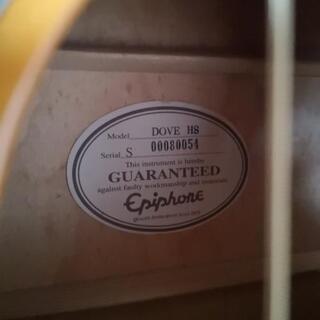 Model DOVE HS
Serial S 00080054
This instrument is hereby
GUARANTEED
against faulty workmanship and materials
Epiphone